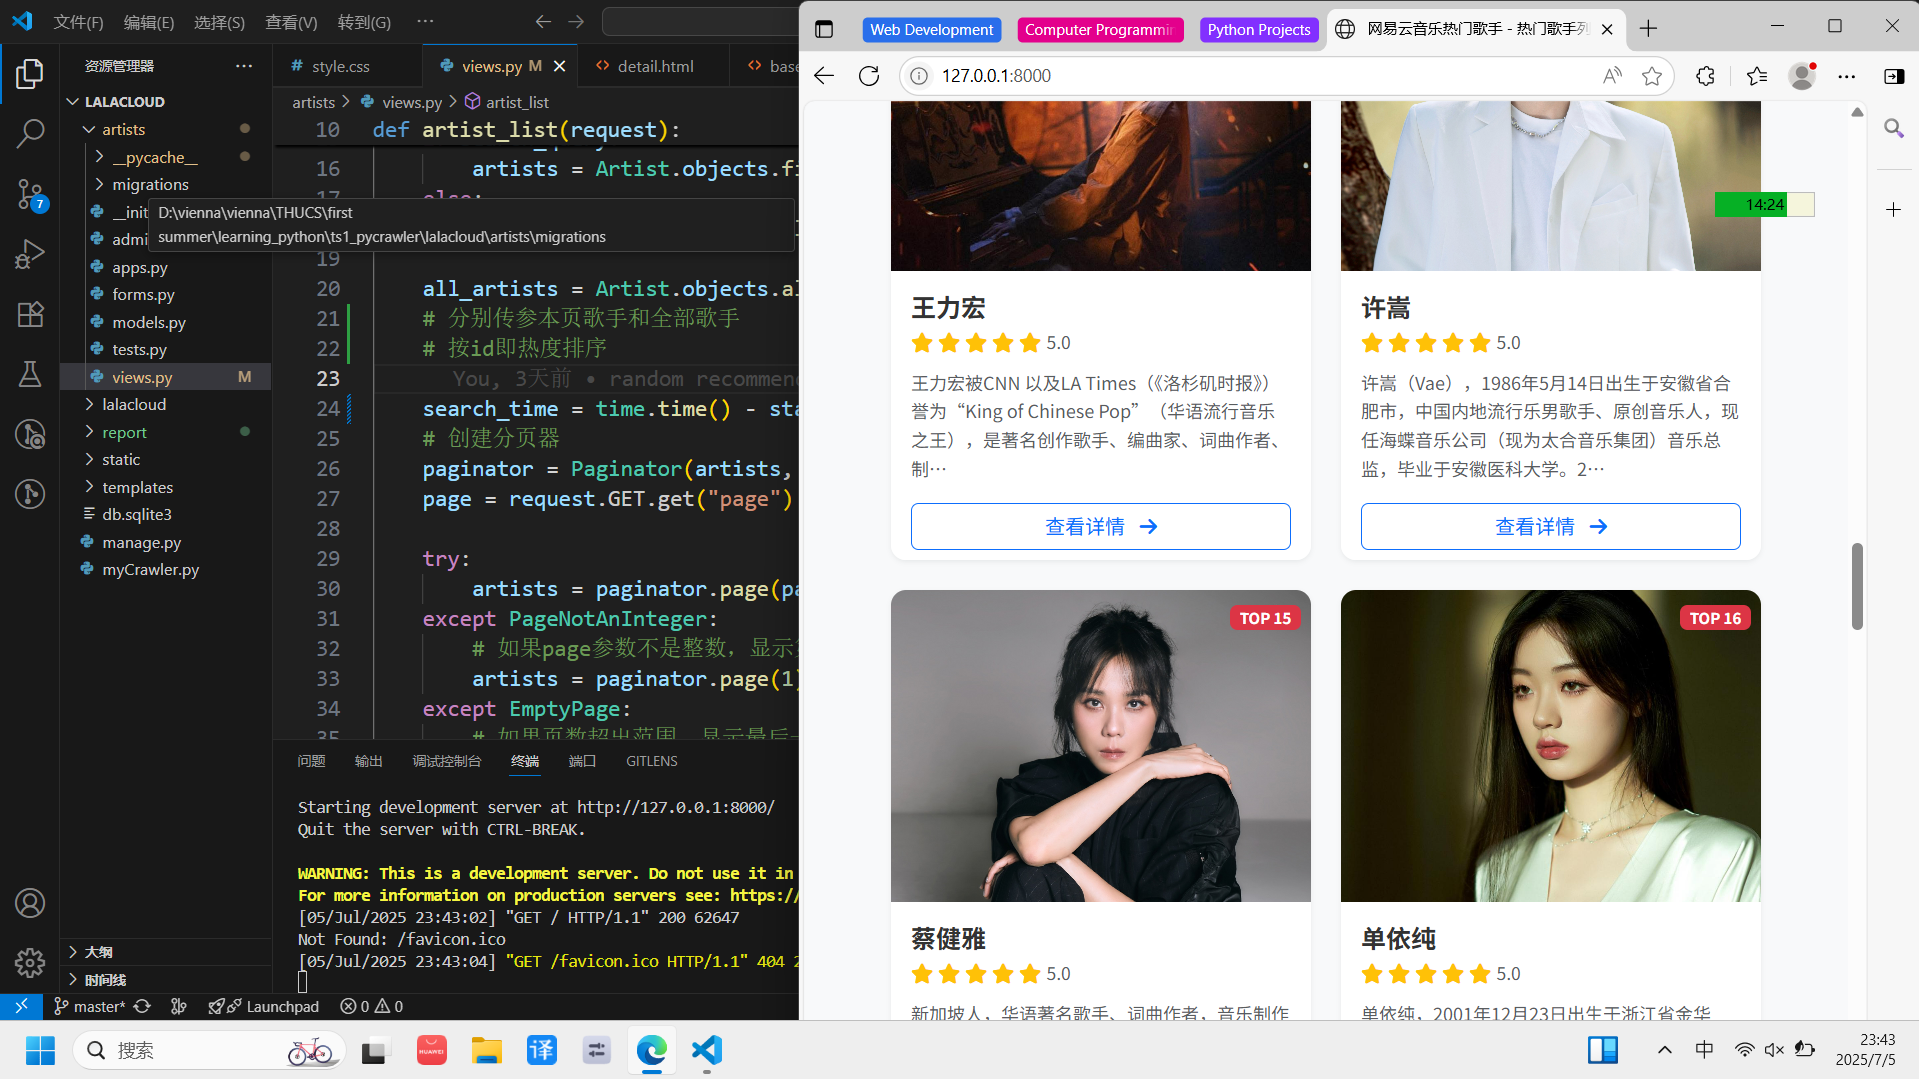 文件(F) 编辑(E) 选择(S) 查看(V) 转到(G) ···
资源管理器
LALACLOUD
artists
__pycache__
migrations
__init
admi
apps.py
forms.py
models.py
tests.py
views.py M
lalacloud
report
static
templates
db.sqlite3
manage.py
myCrawler.py
大纲
时间线
7
D:\vienna\vienna\THUCS\first
summer\learning_python\ts1_pycrawler\lalacloud\artists\migrations
style.css
views.py M
detail.html
base
artists > views.py > artist_list
10 def artist_list(request):
16 artists = Artist.objects.fi
17 else:
19
20 all_artists = Artist.objects.al
21 # 分别传参本页歌手和全部歌手
22 # 按id即热度排序
23 You, 3天前 • random recommend
24 search_time = time.time() - sta
25 # 创建分页器
26 paginator = Paginator(artists,
27 page = request.GET.get("page")
28
29 try:
30 artists = paginator.page(pa
31 except PageNotAnInteger:
32 # 如果page参数不是整数，显示
33 artists = paginator.page(1)
34 except EmptyPage:
35 # 如果页数超出范围，显示最后一
问题 输出 调试控制台 终端 端口 GITLENS
Starting development server at http://127.0.0.1:8000/
Quit the server with CTRL-BREAK.
WARNING: This is a development server. Do not use it in
For more information on production servers see: https://
[05/Jul/2025 23:43:02] "GET / HTTP/1.1" 200 62647
Not Found: /favicon.ico
[05/Jul/2025 23:43:04] "GET /favicon.ico HTTP/1.1" 404 2
master* Launchpad 0 0
Web Development
Computer Programmin
Python Projects
网易云音乐热门歌手 - 热门歌手列
127.0.0.1:8000
14:24
王力宏
5.0
王力宏被CNN 以及LA Times（《洛杉矶时报》）
誉为“King of Chinese Pop”（华语流行音乐
之王），是著名创作歌手、编曲家、词曲作者、
制…
查看详情
许嵩
5.0
许嵩（Vae），1986年5月14日出生于安徽省合
肥市，中国内地流行乐男歌手、原创音乐人，现
任海蝶音乐公司（现为太合音乐集团）音乐总
监，毕业于安徽医科大学。2…
查看详情
TOP 15
蔡健雅
5.0
新加坡人，华语著名歌手、词曲作者，音乐制作
TOP 16
单依纯
5.0
单依纯，2001年12月23日出生于浙江省金华
搜索
HUAWEI
译
中
23:43
2025/7/5